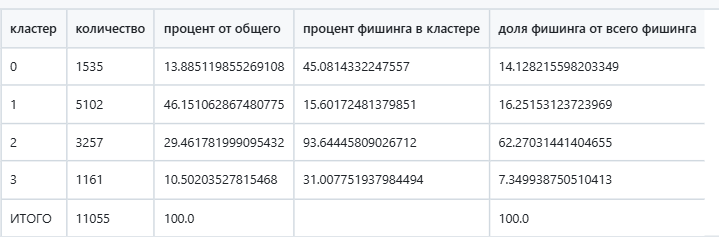 кластер количество процент от общего процент фишинга в кластере доля фишинга от всего фишинга
0 1535 13.885119855269108 45.0814332247557 14.128215598203349
1 5102 46.151062867480775 15.60172481379851 16.25153123723969
2 3257 29.461781999095432 93.64445809026712 62.27031441404655
3 1161 10.50203527815468 31.007751937984494 7.349938750510413
ИТОГО 11055 100.0 100.0